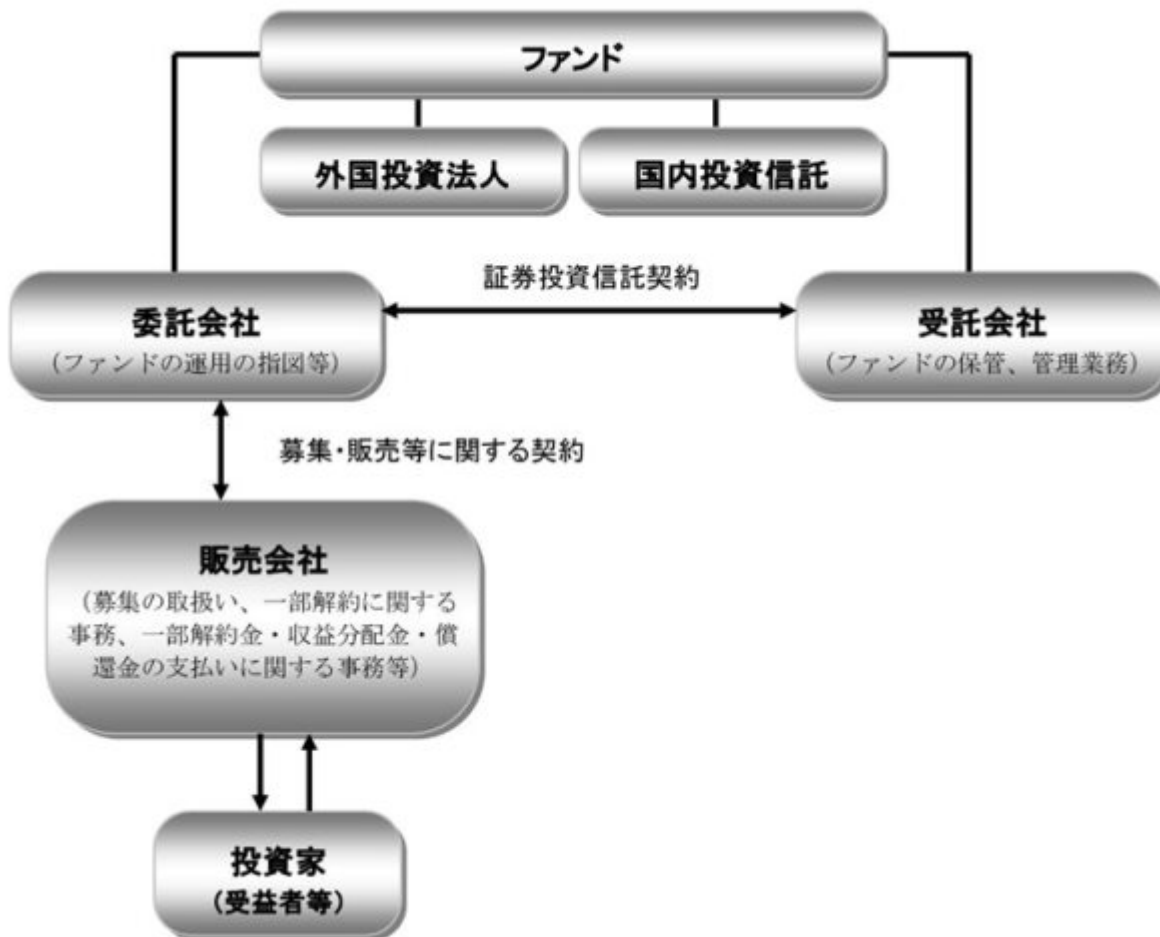 ファンド
外国投資法人
国内投資信託
証券投資信託契約
委託会社
（ファンドの運用の指図等）
受託会社
（ファンドの保管、管理業務）
募集・販売等に関する契約
販売会社
（募集の取扱い、一部解約に関する
事務、一部解約金・収益分配金・償
還金の支払いに関する事務等）
投資家
（受益者等）